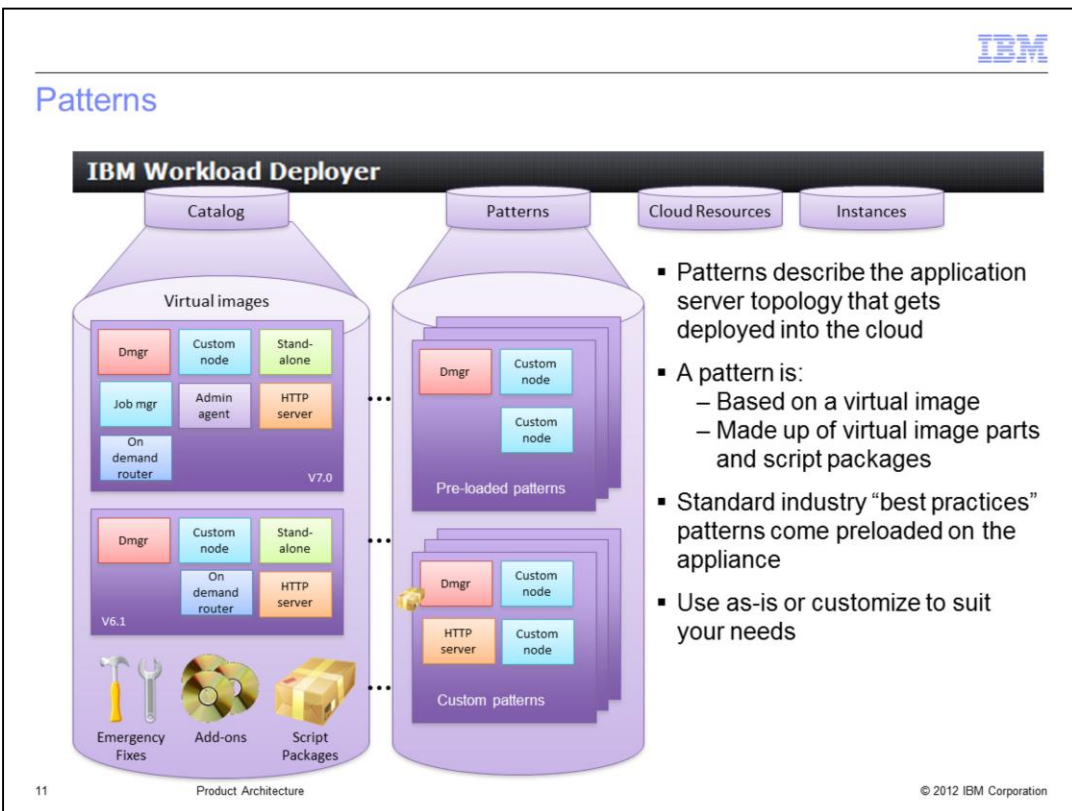 IBM
Patterns
IBM Workload Deployer
Catalog
Patterns
Cloud Resources
Instances
Virtual images
Dmgr
Custom
node
Stand-
alone
Job mgr
Admin
agent
HTTP
server
On
demand
router
V7.0
Dmgr
Custom
node
Stand-
alone
On
demand
router
HTTP
server
V6.1
Emergency
Fixes
Add-ons
Script
Packages
...
...
...
Dmgr
Custom
node
Custom
node
Pre-loaded patterns
Dmgr
Custom
node
HTTP
server
Custom
node
Custom patterns
▪ Patterns describe the application
server topology that gets
deployed into the cloud
▪ A pattern is:
– Based on a virtual image
– Made up of virtual image parts
and script packages
▪ Standard industry “best practices”
patterns come preloaded on the
appliance
▪ Use as-is or customize to suit
your needs
11
Product Architecture
© 2012 IBM Corporation